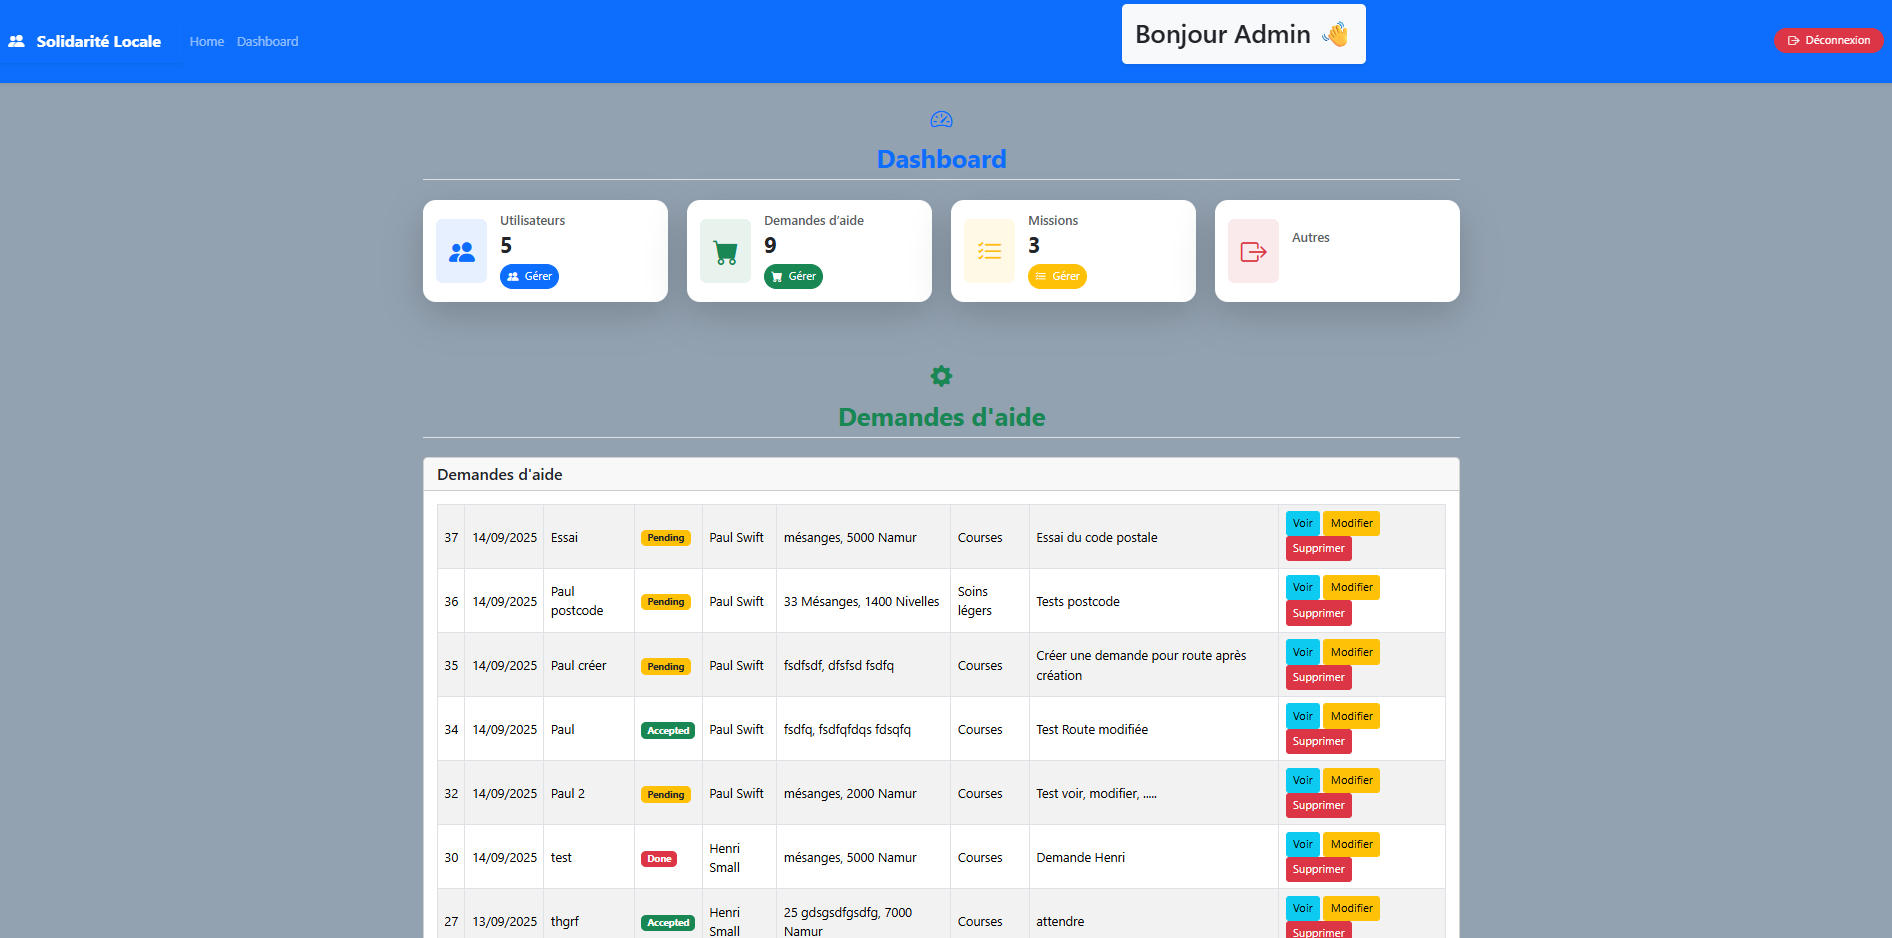 Solidarité Locale Home Dashboard Bonjour Admin 👋 Déconnexion
Dashboard
Utilisateurs
5
Gérer
Demandes d'aide
9
Gérer
Missions
3
Gérer
Autres
Demandes d'aide
Demandes d'aide
37 14/09/2025 Essai Pending Paul Swift mésanges, 5000 Namur Courses Essai du code postale Voir Modifier
Supprimer
36 14/09/2025 Paul postcode Pending Paul Swift 33 Mésanges, 1400 Nivelles Soins légers Tests postcode Voir Modifier
Supprimer
35 14/09/2025 Paul créer Pending Paul Swift fsdfsdf, dfsfsd fsdfq Courses Créer une demande pour route après création Voir Modifier
Supprimer
34 14/09/2025 Paul Accepted Paul Swift fsdfq, fsdfqfdqs fdsqfq Courses Test Route modifiée Voir Modifier
Supprimer
32 14/09/2025 Paul 2 Pending Paul Swift mésanges, 2000 Namur Courses Test voir, modifier, ..... Voir Modifier
Supprimer
30 14/09/2025 test Done Henri Small mésanges, 5000 Namur Courses Demande Henri Voir Modifier
Supprimer
27 13/09/2025 thgrf Accepted Henri Small 25 gdsgsdfgsdfg, 7000 Namur Courses attendre Voir Modifier
Supprimer